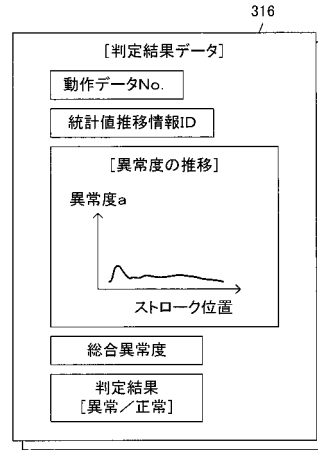 316
[判定結果データ]
動作データNo.
統計値推移情報ID
[異常度の推移]
異常度a
ストローク位置
総合異常度
判定結果
[異常／正常]